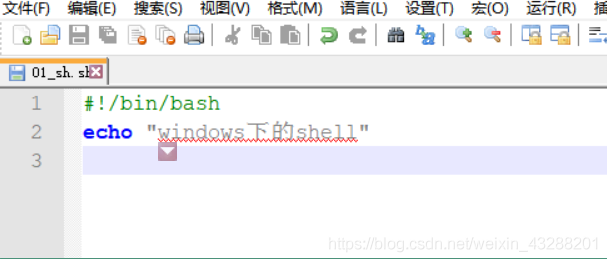 文件(F) 编辑(E) 搜索(S) 视图(V) 格式(M) 语言(L) 设置(T) 宏(O) 运行(R)
01_sh.sh
1 #!/bin/bash
2 echo "windows下的shell"
3
https://blog.csdn.net/weixin_43288201